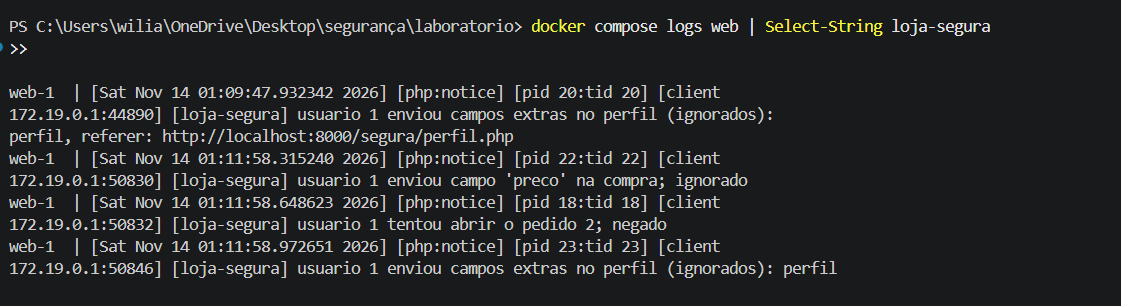 PS C:\Users\wilia\OneDrive\Desktop\segurança\laboratorio> docker compose logs web | Select-String loja-segura
>>
web-1  | [Sat Nov 14 01:09:47.932342 2026] [php:notice] [pid 20:tid 20] [client
172.19.0.1:44890] [loja-segura] usuario 1 enviou campos extras no perfil (ignorados):
perfil, referer: http://localhost:8000/segura/perfil.php
web-1  | [Sat Nov 14 01:11:58.315240 2026] [php:notice] [pid 22:tid 22] [client
172.19.0.1:50830] [loja-segura] usuario 1 enviou campo 'preco' na compra; ignorado
web-1  | [Sat Nov 14 01:11:58.648623 2026] [php:notice] [pid 18:tid 18] [client
172.19.0.1:50832] [loja-segura] usuario 1 tentou abrir o pedido 2; negado
web-1  | [Sat Nov 14 01:11:58.972651 2026] [php:notice] [pid 23:tid 23] [client
172.19.0.1:50846] [loja-segura] usuario 1 enviou campos extras no perfil (ignorados): perfil